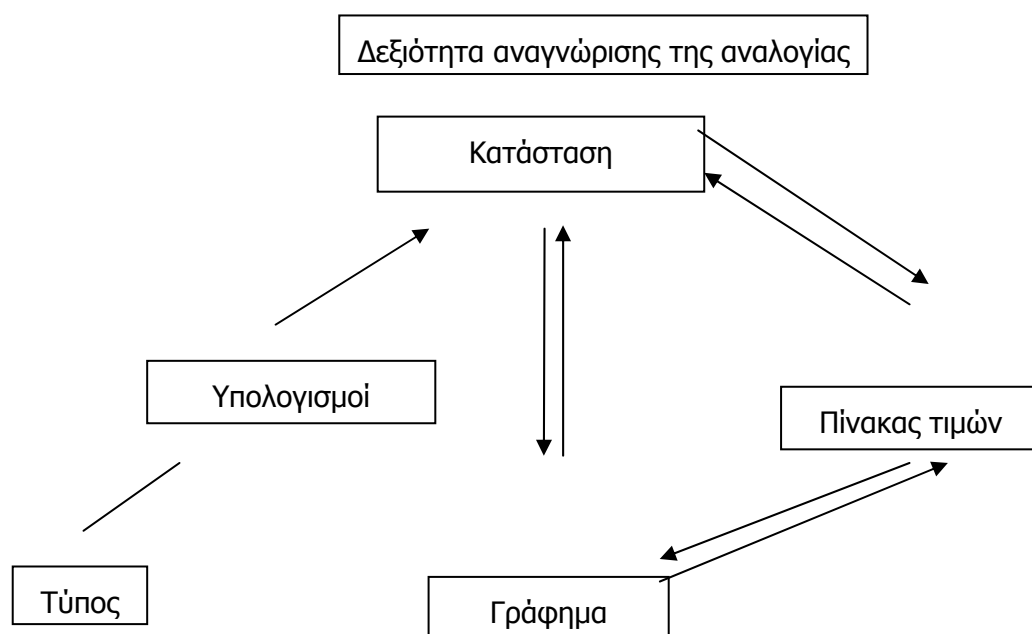 Δεξιότητα αναγνώρισης της αναλογίας
Κατάσταση
Υπολογισμοί
Πίνακας τιμών
Τύπος
Γράφημα